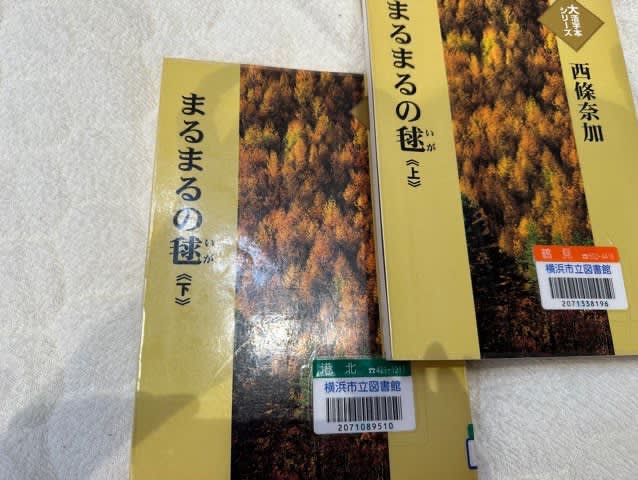 まるまるの毬
いが
《下》
港北
横浜市立図書館
2071089510
まるまるの毬
いが
《上》
大活字本
シリーズ
西條奈加
鶴見
横浜市立図書館
2071338196